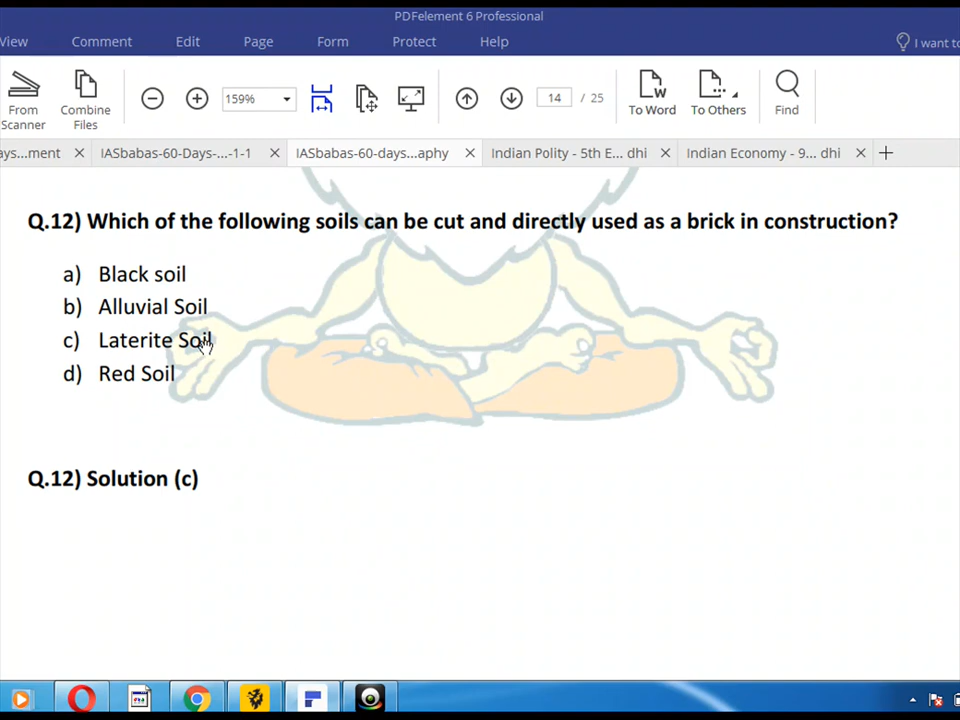 PDFelement 6 Professional
View Comment Edit Page Form Protect Help I want to
From Scanner
Combine Files
159%
14 / 25
To Word
To Others
Find
ays...ment IASbabas-60-Days-...-1-1 IASbabas-60-days...aphy Indian Polity - 5th E... dhi Indian Economy - 9... dhi
Q.12) Which of the following soils can be cut and directly used as a brick in construction?
a) Black soil
b) Alluvial Soil
c) Laterite Soil
d) Red Soil
Q.12) Solution (c)